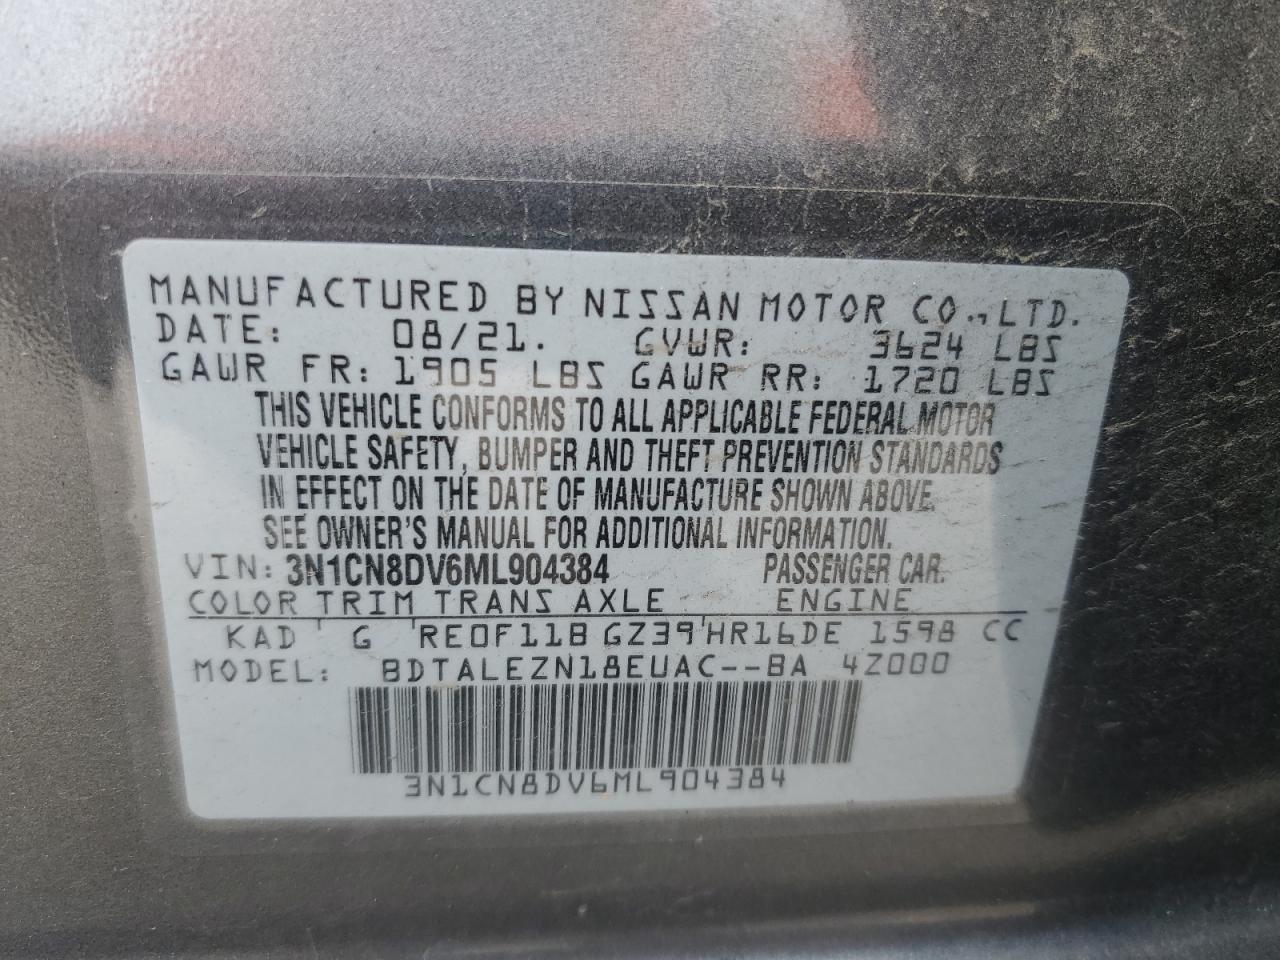 MANUFACTURED BY NISSAN MOTOR CO., LTD.
DATE: 08/21. GVWR: 3624 LBS
GAWR FR: 1905 LBS GAWR RR: 1720 LBS
THIS VEHICLE CONFORMS TO ALL APPLICABLE FEDERAL MOTOR
VEHICLE SAFETY, BUMPER AND THEFT PREVENTION STANDARDS
IN EFFECT ON THE DATE OF MANUFACTURE SHOWN ABOVE.
SEE OWNER'S MANUAL FOR ADDITIONAL INFORMATION.
VIN: 3N1CN8DV6ML904384 PASSENGER CAR.
COLOR TRIM TRANS AXLE ENGINE
KAD ' G 'RE0F11B GZ39'HR16DE 1598 CC
MODEL: BDTALEZN18EUAC--BA 4Z000
3N1CN8DV6ML904384